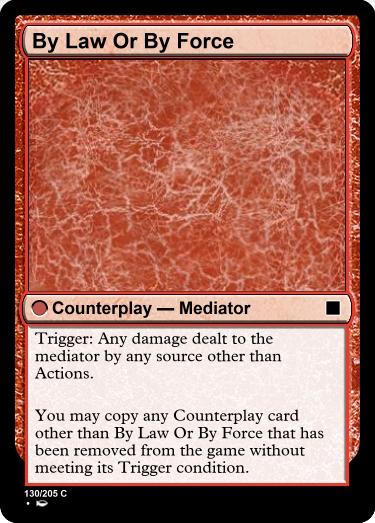 By Law Or By Force
Counterplay — Mediator
Trigger: Any damage dealt to the
mediator by any source other than
Actions.
You may copy any Counterplay card
other than By Law Or By Force that has
been removed from the game without
meeting its Trigger condition.
130/205 C